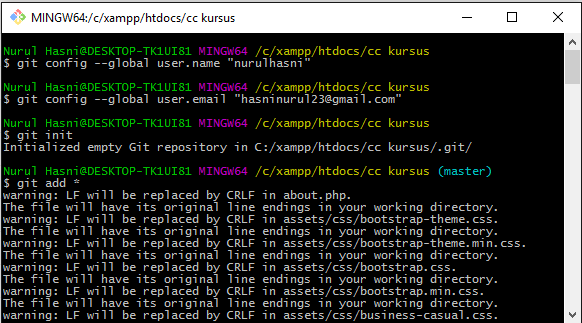 MINGW64:/c/xampp/htdocs/cc kursus
Nurul Hasni@DESKTOP-TK1UI81 MINGW64 /c/xampp/htdocs/cc kursus
$ git config --global user.name "nurulhasni"
Nurul Hasni@DESKTOP-TK1UI81 MINGW64 /c/xampp/htdocs/cc kursus
$ git config --global user.email "hasninurul23@gmail.com"
Nurul Hasni@DESKTOP-TK1UI81 MINGW64 /c/xampp/htdocs/cc kursus
$ git init
Initialized empty Git repository in C:/xampp/htdocs/cc kursus/.git/
Nurul Hasni@DESKTOP-TK1UI81 MINGW64 /c/xampp/htdocs/cc kursus (master)
$ git add *
warning: LF will be replaced by CRLF in about.php.
The file will have its original line endings in your working directory.
warning: LF will be replaced by CRLF in assets/css/bootstrap-theme.css.
The file will have its original line endings in your working directory.
warning: LF will be replaced by CRLF in assets/css/bootstrap-theme.min.css.
The file will have its original line endings in your working directory.
warning: LF will be replaced by CRLF in assets/css/bootstrap.css.
The file will have its original line endings in your working directory.
warning: LF will be replaced by CRLF in assets/css/bootstrap.min.css.
The file will have its original line endings in your working directory.
warning: LF will be replaced by CRLF in assets/css/business-casual.css.